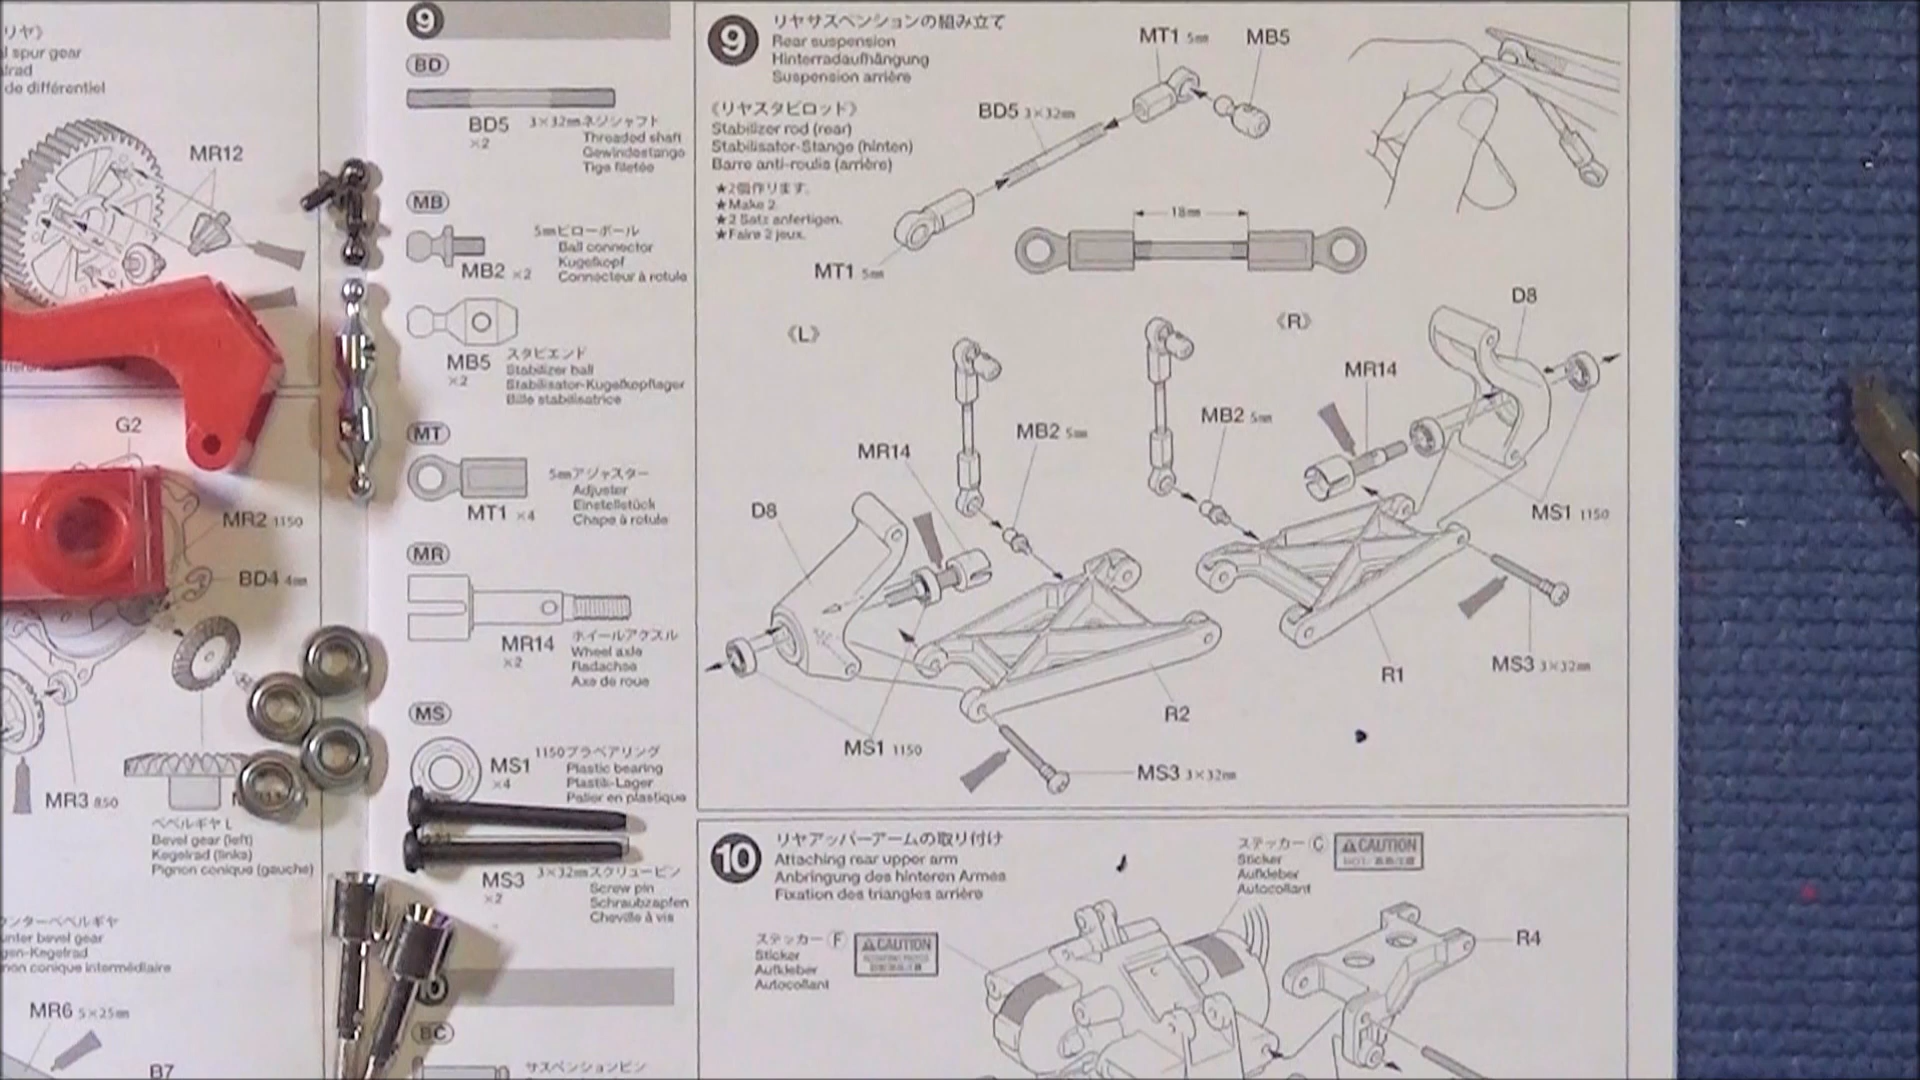 リヤ》
l spur gear
lrad
de différentiel
MR12
G2
MR2 1150
BD4 4mm
MR3 850
ベベルギヤ L
Bevel gear (left)
Kegelrad (links)
Pignon conique (gauche)
ウンターベベルギヤ
unter bevel gear
gen-Kegelrad
non conique intermédiaire
MR6 5×25mm
B7
9
BD
BD5 3×32mmネジシャフト
×2 Threaded shaft
Gewindestange
Tige filetée
MB
5mmピローボール
Ball connector
Kugelkopf
MB2 ×2 Connecteur à rotule
MB5 スタビエンド
×2 Stabilizer ball
Stabilisator-Kugelkopflager
Bille stabilisatrice
MT
5mmアジャスター
Adjuster
Einstellstück
MT1 ×4 Chape à rotule
MR
MR14 ホイールアクスル
×2 Wheel axle
Radachse
Axe de roue
MS
1150プラベアリング
MS1 Plastic bearing
×4 Plastik-Lager
Palier en plastique
MS3 3×32mmスクリューピン
×2 Screw pin
Schraubzapfen
Cheville à vis
BC
サスペンションピン
9 リヤサスペンションの組み立て
Rear suspension
Hinterradaufhängung
Suspension arrière
《リヤスタビロッド》
Stabilizer rod (rear)
Stabilisator-Stange (hinten)
Barre anti-roulis (arrière)
★2個作ります。
★Make 2.
★2 Satz anfertigen.
★Faire 2 jeux.
MT1 5mm
MB5
BD5 3×32mm
MT1 5mm
18mm
《L》
《R》
D8
MR14
MB2 5mm
MB2 5mm
MR14
D8
MS1 1150
MS3 3×32mm
R1
R2
MS1 1150
MS3 3×32mm
10 リヤアッパーアームの取り付け
Attaching rear upper arm
Anbringung des hinteren Armes
Fixation des triangles arrière
ステッカー C
Sticker
Aufkleber
Autocollant
CAUTION
ステッカー F
Sticker
Aufkleber
Autocollant
CAUTION
R4